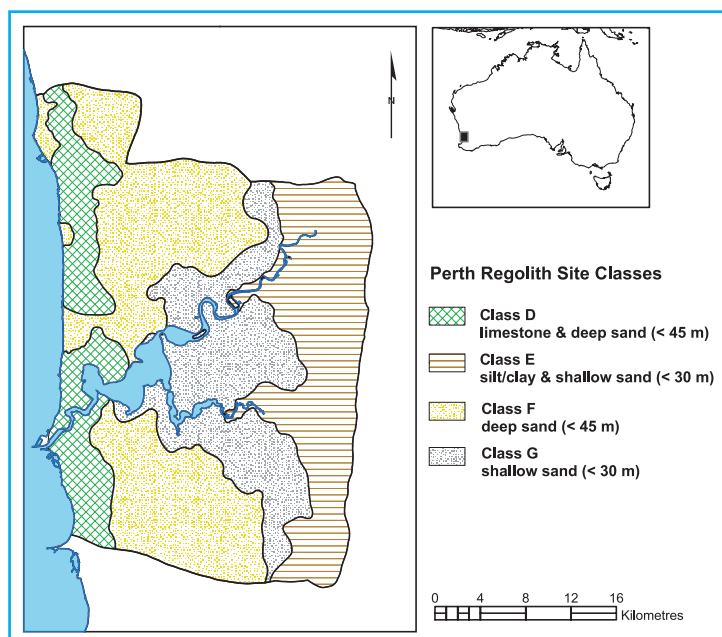 N
Perth Regolith Site Classes
Class D
limestone & deep sand (< 45 m)
Class E
silt/clay & shallow sand (< 30 m)
Class F
deep sand (< 45 m)
Class G
shallow sand (< 30 m)
0 4 8 12 16
Kilometres